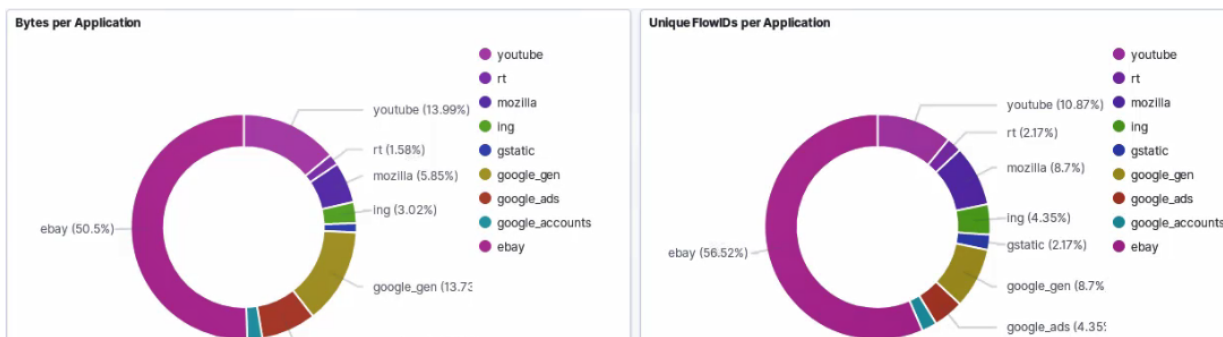 Bytes per Application
youtube
rt
mozilla
ing
gstatic
google_gen
google_ads
google_accounts
ebay
youtube (13.99%)
rt (1.58%)
mozilla (5.85%)
ing (3.02%)
google_gen (13.73
ebay (50.5%)
Unique FlowIDs per Application
youtube
rt
mozilla
ing
gstatic
google_gen
google_ads
google_accounts
ebay
youtube (10.87%)
rt (2.17%)
mozilla (8.7%)
ing (4.35%)
gstatic (2.17%)
google_gen (8.7%
google_ads (4.35
ebay (56.52%)